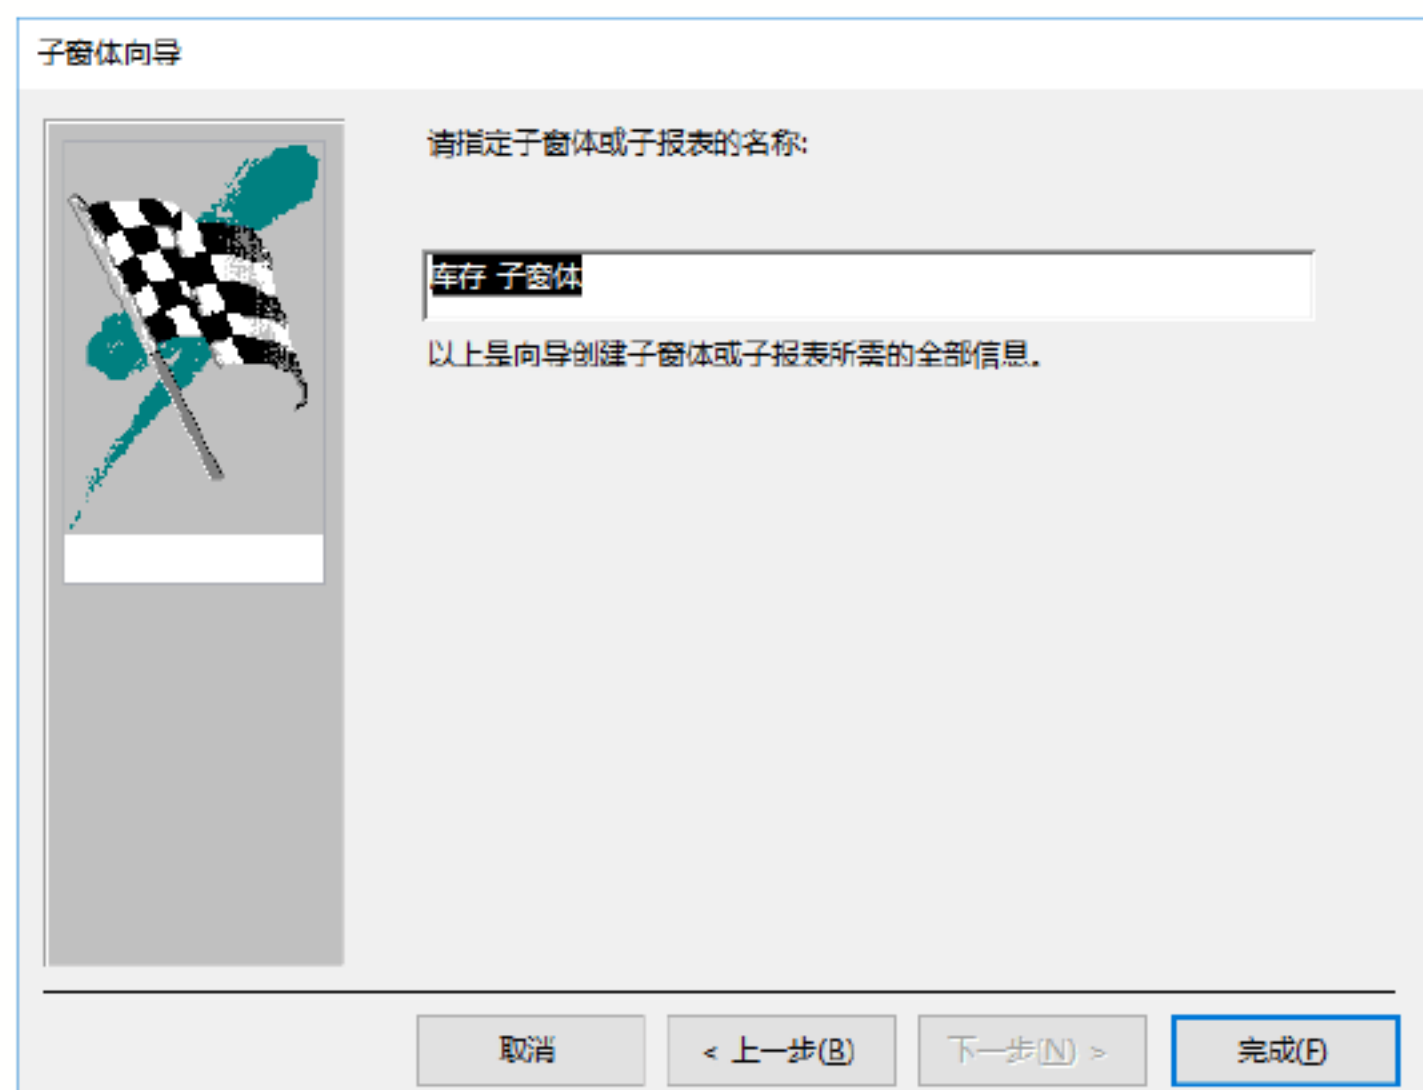 子窗体向导
请指定子窗体或子报表的名称:
库存 子窗体
以上是向导创建子窗体或子报表所需的全部信息。
取消
< 上一步(B)
下一步(N) >
完成(F)